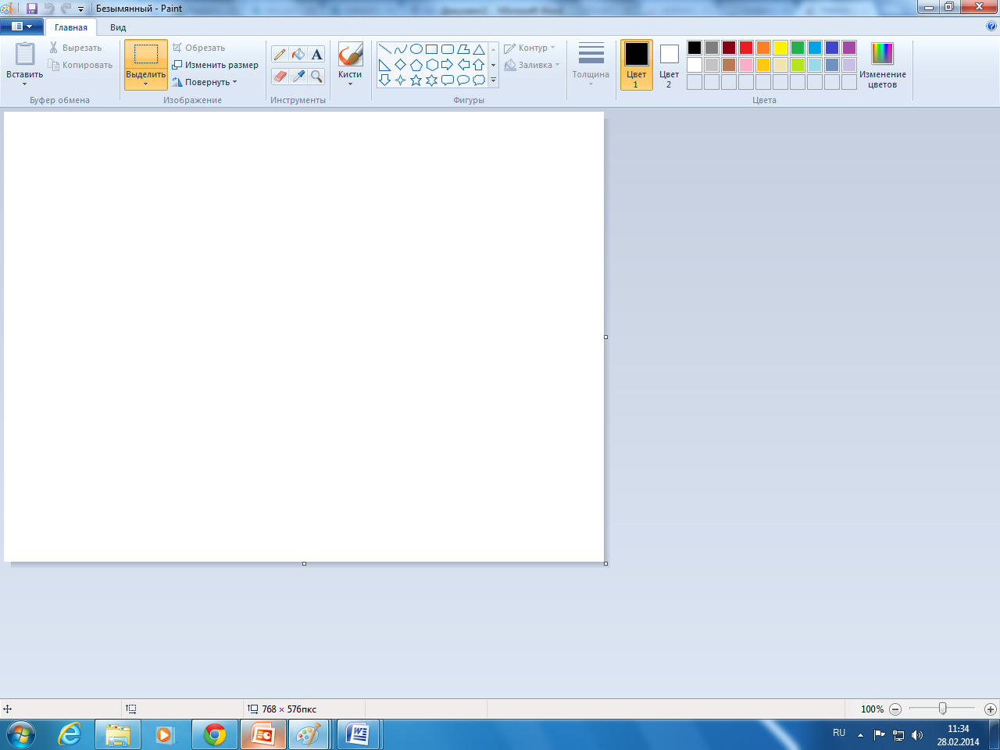 Безымянный - Paint
Главная Вид
Вставить
Вырезать
Копировать
Буфер обмена
Выделить
Обрезать
Изменить размер
Повернуть
Изображение
A
Инструменты
Кисти
Контур
Заливка
Фигуры
Толщина
Цвет
1
Цвет
2
Изменение
цветов
Цвета
768 × 576пкс
100%
RU
11:34
28.02.2014